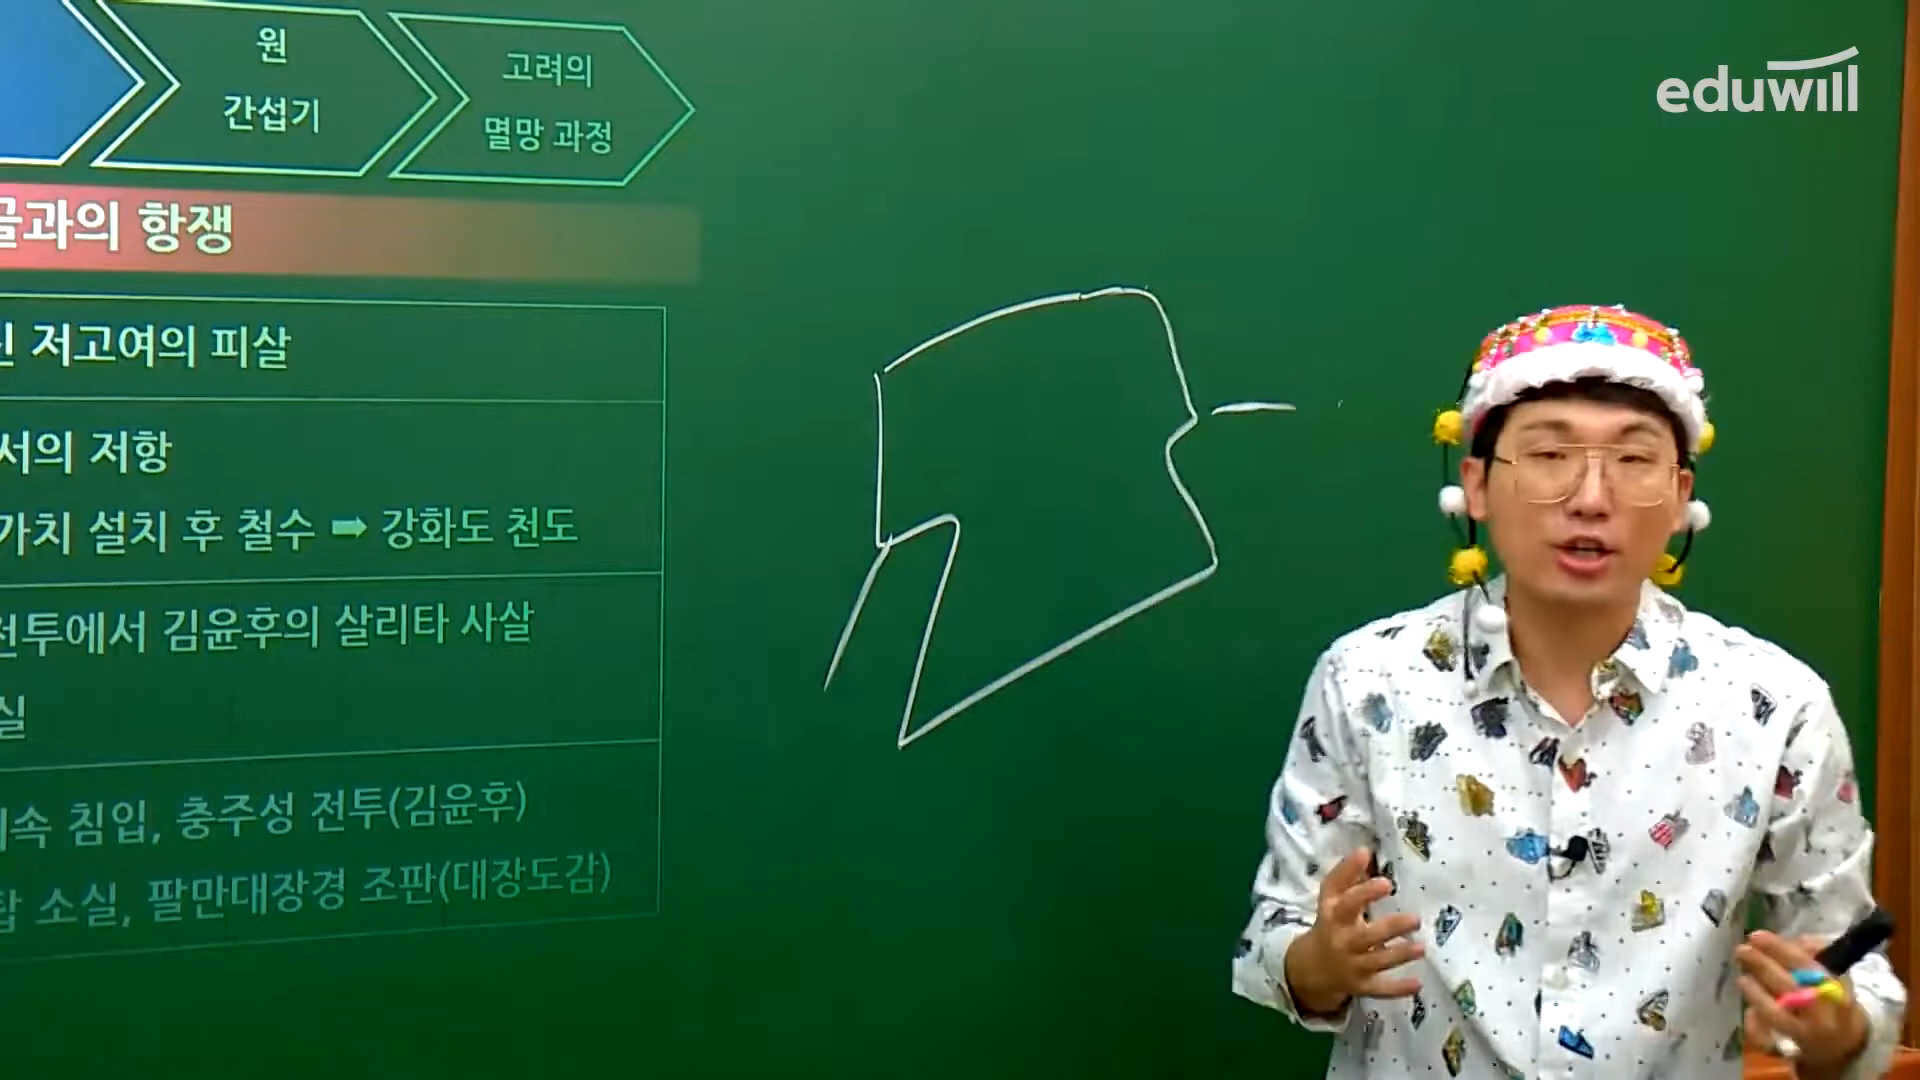 원
간섭기
고려의
멸망 과정
eduwill
글과의 항쟁
신 저고여의 피살
서의 저항
가치 설치 후 철수 ➡ 강화도 천도
전투에서 김윤후의 살리타 사살
실
계속 침입, 충주성 전투(김윤후)
탑 소실, 팔만대장경 조판(대장도감)